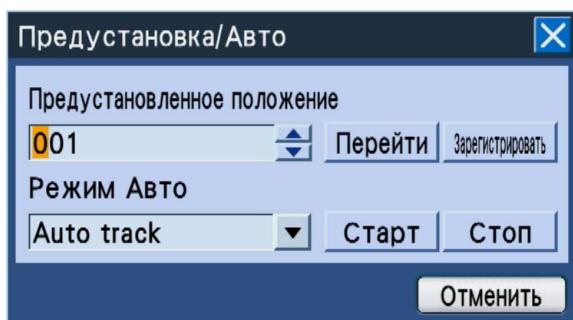 Предустановка/Авто
Предустановленное положение
001 Перейти Зарегистрировать
Режим Авто
Auto track Старт Стоп
Отменить